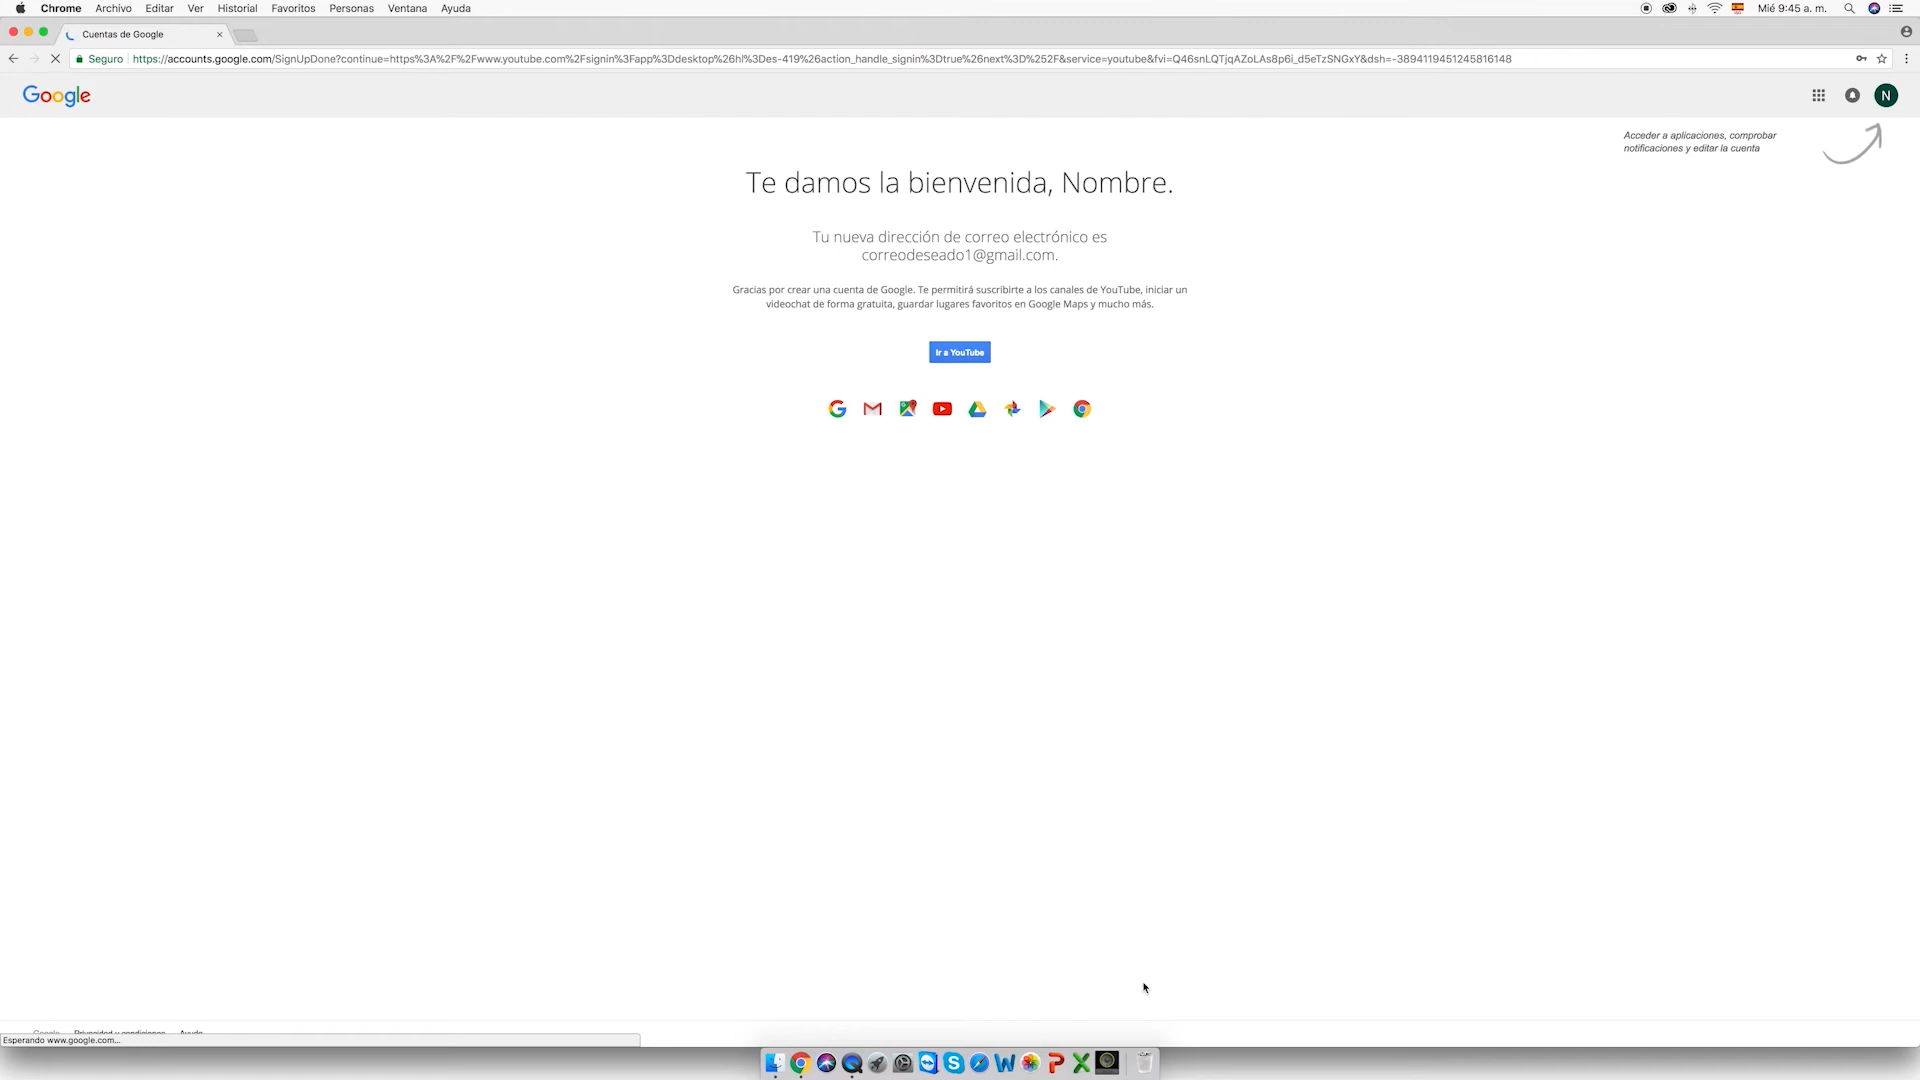 Chrome Archivo Editar Ver Historial Favoritos Personas Ventana Ayuda Mié 9:45 a. m.
Cuentas de Google
Seguro https://accounts.google.com/SignUpDone?continue=https%3A%2F%2Fwww.youtube.com%2Fsignin%3Fapp%3Ddesktop%26hl%3Des-419%26action_handle_signin%3Dtrue%26next%3D%252F&service=youtube&fvi=Q46snLQTjqAZoLAs8p6i_d5eTzSNGxY&dsh=-3894119451245816148
Google N
Acceder a aplicaciones, comprobar
notificaciones y editar la cuenta
Te damos la bienvenida, Nombre.
Tu nueva dirección de correo electrónico es
correodeseado1@gmail.com.
Gracias por crear una cuenta de Google. Te permitirá suscribirte a los canales de YouTube, iniciar un
videochat de forma gratuita, guardar lugares favoritos en Google Maps y mucho más.
Ir a YouTube
Google Privacidad y condiciones Ayuda
Esperando www.google.com...